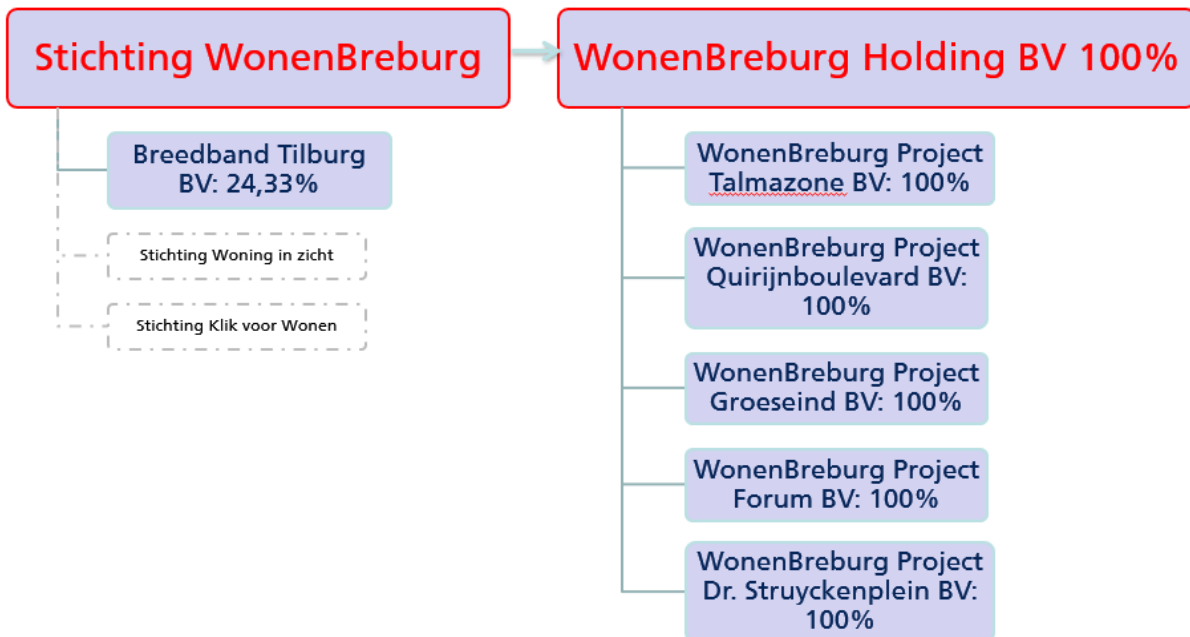 Stichting WonenBreburg
WonenBreburg Holding BV 100%
Breedband Tilburg
BV: 24,33%
Stichting Woning in zicht
Stichting Klik voor Wonen
WonenBreburg Project
Talmazone BV: 100%
WonenBreburg Project
Quirijnboulevard BV:
100%
WonenBreburg Project
Groeseind BV: 100%
WonenBreburg Project
Forum BV: 100%
WonenBreburg Project
Dr. Struyckenplein BV:
100%